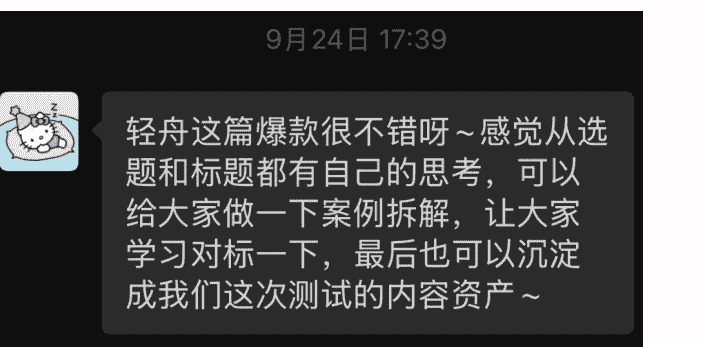 9月24日 17:39
轻舟这篇爆款很不错呀~感觉从选
题和标题都有自己的思考，可以
给大家做一下案例拆解，让大家
学习对标一下，最后也可以沉淀
成我们这次测试的内容资产~